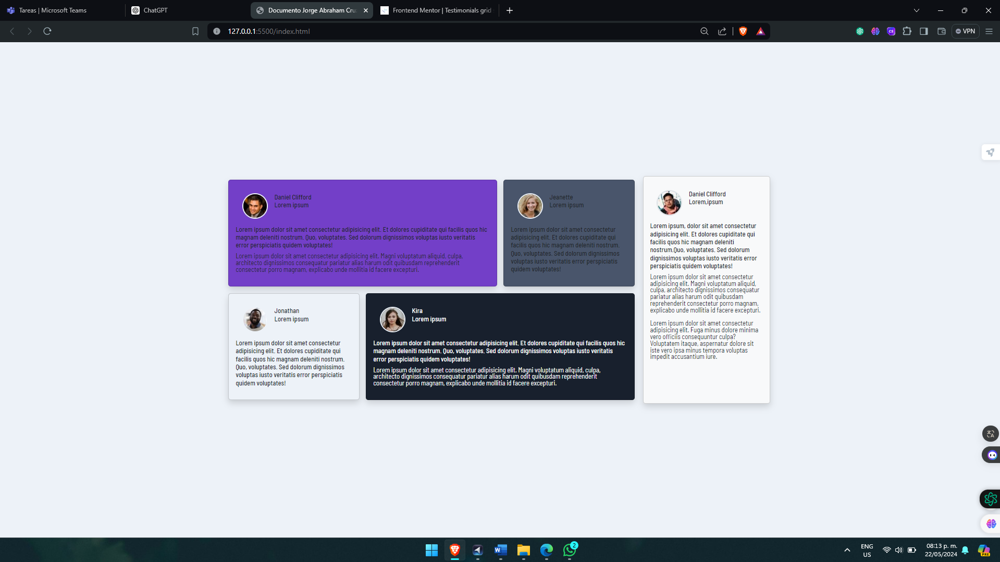 Tareas | Microsoft Teams
ChatGPT
Documento Jorge Abraham Cru
Frontend Mentor | Testimonials grid
127.0.0.1:5500/index.html
VPN
Daniel Clifford
Lorem ipsum
Lorem ipsum dolor sit amet consectetur adipisicing elit. Et dolores cupiditate qui facilis quos hic
magnam deleniti nostrum. Quo, voluptates. Sed dolorum dignissimos voluptas iusto veritatis
error perspiciatis quidem voluptates!
Lorem ipsum dolor sit amet consectetur adipisicing elit. Magni voluptatum aliquid, culpa,
architecto dignissimos consequatur pariatur alias harum odit quibusdam reprehenderit
consectetur porro magnam, explicabo unde mollitia id facere excepturi.
Jeanette
Lorem ipsum
Lorem ipsum dolor sit amet consectetur
adipisicing elit. Et dolores cupiditate qui
facilis quos hic magnam deleniti nostrum.
Quo, voluptates. Sed dolorum dignissimos
voluptas iusto veritatis error perspiciatis
quidem voluptates!
Daniel Clifford
Lorem,ipsum
Lorem ipsum, dolor sit amet consectetur
adipisicing elit. Et dolores cupiditate qui
facilis quos hic magnam deleniti
nostrum.Quo, voluptates. Sed dolorum
dignissimos voluptas iusto veritatis error
perspiciatis quidem voluptates!
Lorem ipsum dolor sit amet consectetur
adipisicing elit. Magni voluptatum aliquid,
culpa, architecto dignissimos consequatur
pariatur alias harum odit quibusdam
reprehenderit consectetur porro magnam,
explicabo unde mollitia id facere excepturi.
Lorem ipsum dolor sit amet consectetur
adipisicing elit. Fuga minus dolore minima
vero officiis consequuntur culpa?
Voluptatem itaque, aspernatur dolore sit
iste vero ipsa minus tempora voluptas
impedit accusantium iure.
Jonathan
Lorem ipsum
Lorem ipsum dolor sit amet consectetur
adipisicing elit. Et dolores cupiditate qui
facilis quos hic magnam deleniti nostrum.
Quo, voluptates. Sed dolorum dignissimos
voluptas iusto veritatis error perspiciatis
quidem voluptates!
Kira
Lorem ipsum
Lorem ipsum dolor sit amet consectetur adipisicing elit. Et dolores cupiditate qui facilis quos hic
magnam deleniti nostrum. Quo, voluptates. Sed dolorum dignissimos voluptas iusto veritatis
error perspiciatis quidem voluptates!
Lorem ipsum dolor sit amet consectetur adipisicing elit. Magni voluptatum aliquid, culpa,
architecto dignissimos consequatur pariatur alias harum odit quibusdam reprehenderit
consectetur porro magnam, explicabo unde mollitia id facere excepturi.
2
ENG
US
08:13 p. m.
22/05/2024
PRE